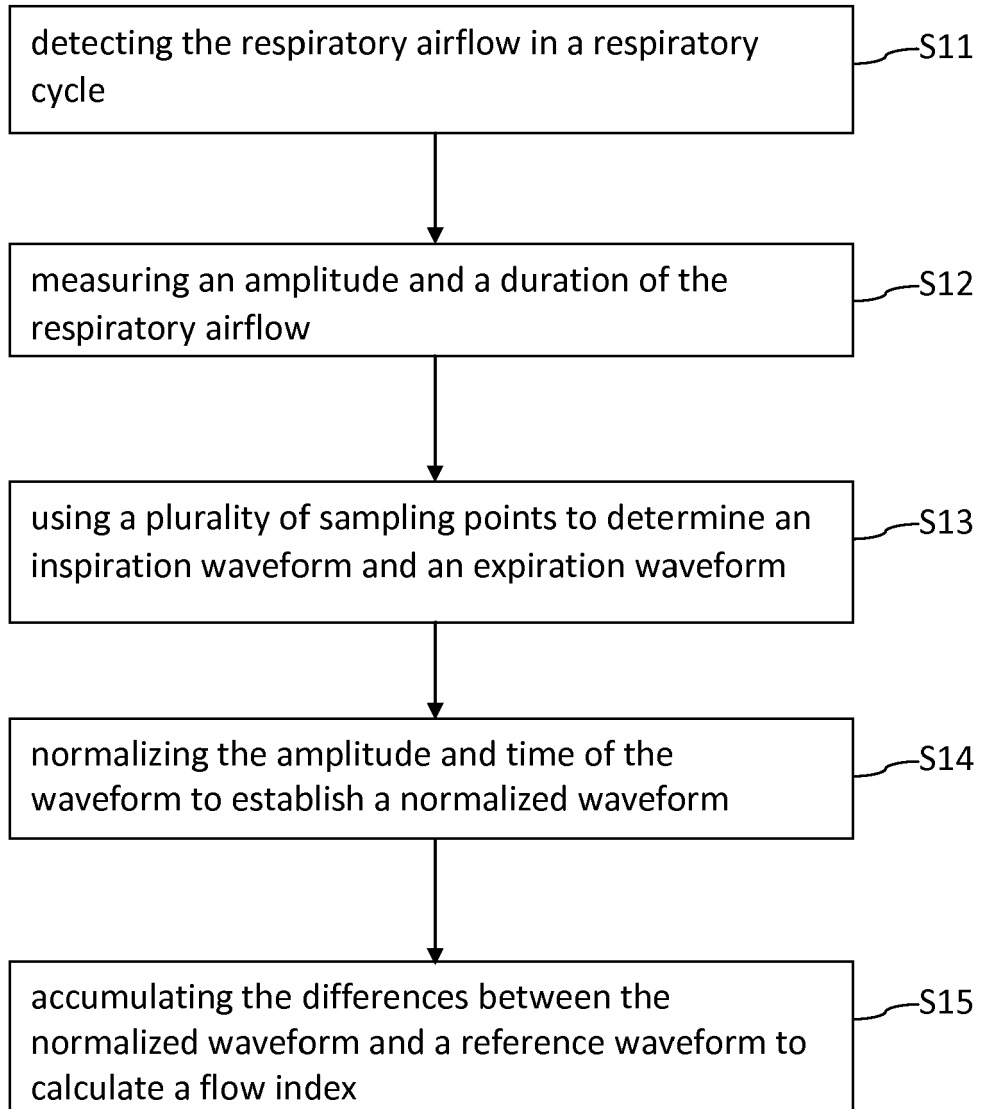 detecting the respiratory airflow in a respiratory
cycle
S11
measuring an amplitude and a duration of the
respiratory airflow
S12
using a plurality of sampling points to determine an
inspiration waveform and an expiration waveform
S13
normalizing the amplitude and time of the
waveform to establish a normalized waveform
S14
accumulating the differences between the
normalized waveform and a reference waveform to
calculate a flow index
S15